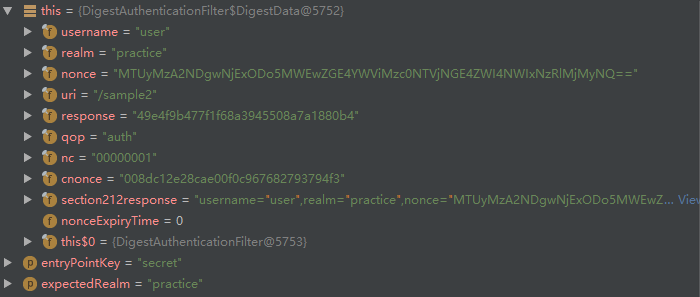 this = {DigestAuthenticationFilter$DigestData@5752}
username = "user"
realm = "practice"
nonce = "MTUyMzA2NDgwNjExODo5MWEwZGE4YWViMzc0NTVjNGE4ZWI4NWIxNzRlMjMyNQ=="
uri = "/sample2"
response = "49e4f9b477f1f68a3945508a7a1880b4"
qop = "auth"
nc = "00000001"
cnonce = "008dc12e28cae00f0c967682793794f3"
section212response = "username="user",realm="practice",nonce="MTUyMzA2NDgwNjExODo5MWEwZ... View
nonceExpiryTime = 0
this$0 = {DigestAuthenticationFilter@5753}
entryPointKey = "secret"
expectedRealm = "practice"